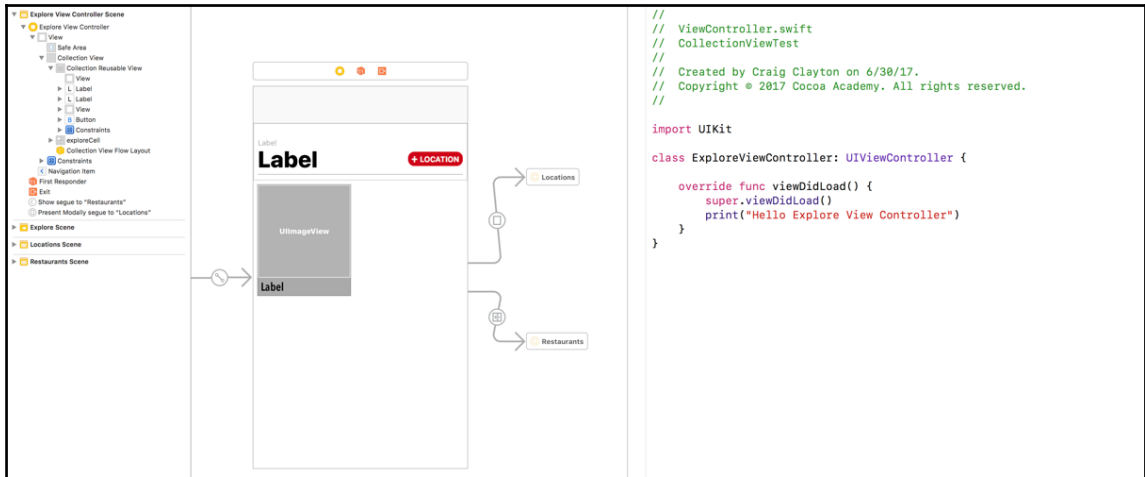 Explore View Controller Scene
Explore View Controller
View
Safe Area
Collection View
Collection Reusable View
View
L Label
L Label
View
B Button
Constraints
exploreCell
Collection View Flow Layout
Constraints
Navigation Item
First Responder
Exit
Show segue to "Restaurants"
Present Modally segue to "Locations"
Explore Scene
Locations Scene
Restaurants Scene
Label
Label
+ LOCATION
UIImageView
Label
Locations
Restaurants
//
//  ViewController.swift
//  CollectionViewTest
//
//  Created by Craig Clayton on 6/30/17.
//  Copyright © 2017 Cocoa Academy. All rights reserved.
//
import UIKit
class ExploreViewController: UIViewController {
override func viewDidLoad() {
super.viewDidLoad()
print("Hello Explore View Controller")
}
}